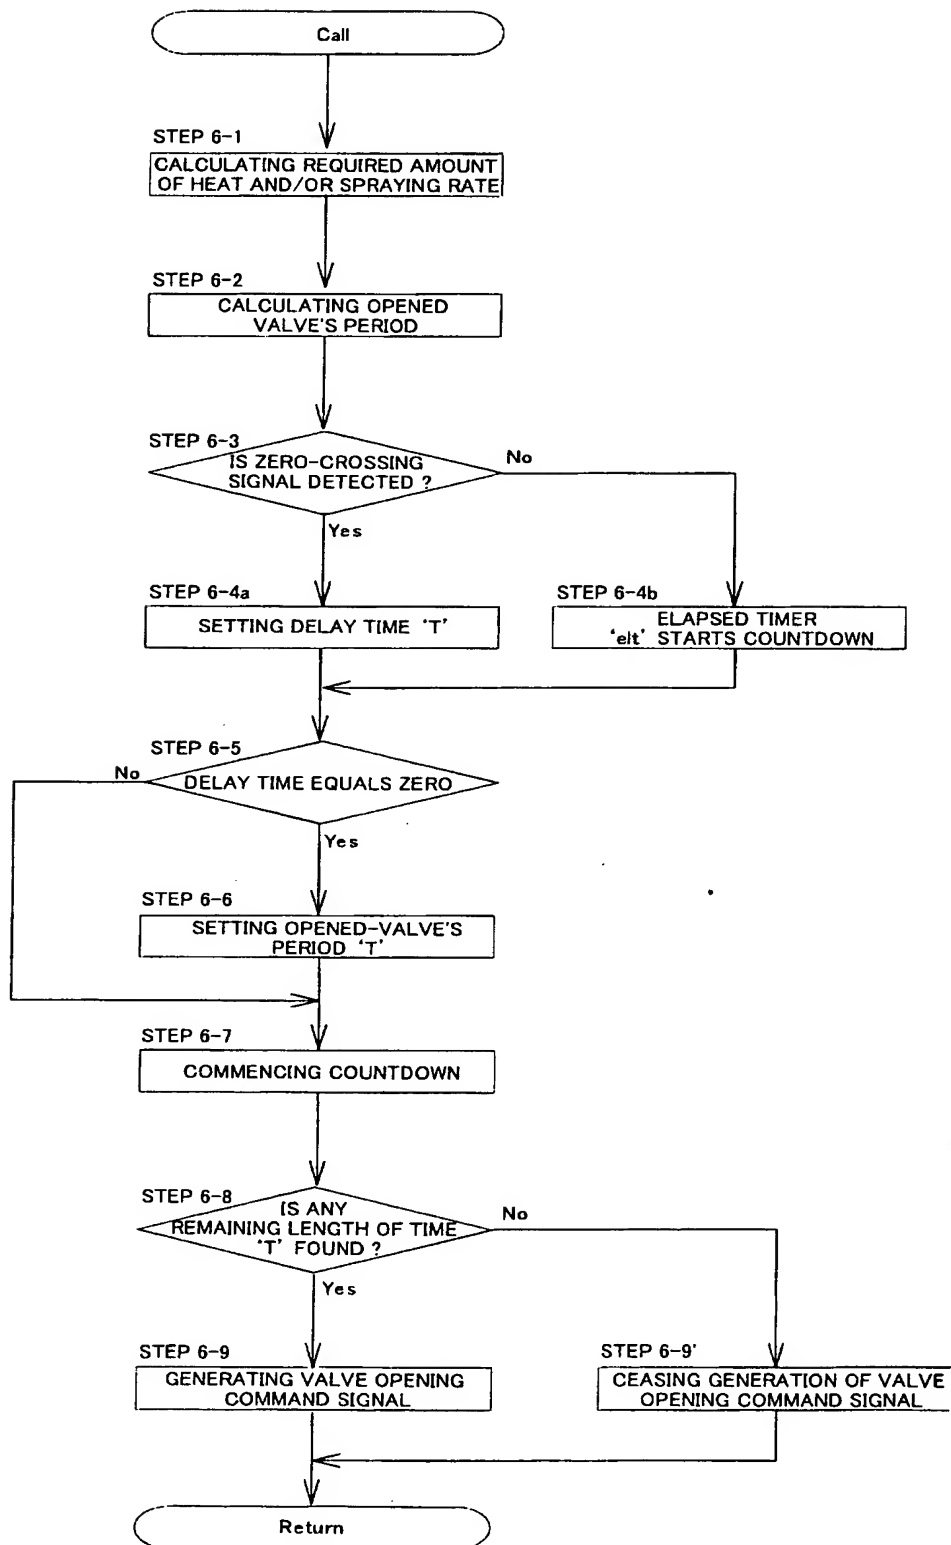 Call
STEP 6-1
CALCULATING REQUIRED AMOUNT
OF HEAT AND/OR SPRAYING RATE
STEP 6-2
CALCULATING OPENED
VALVE'S PERIOD
STEP 6-3
IS ZERO-CROSSING
SIGNAL DETECTED ?
No
Yes
STEP 6-4a
SETTING DELAY TIME 'T'
STEP 6-4b
ELAPSED TIMER
'elt' STARTS COUNTDOWN
STEP 6-5
No
DELAY TIME EQUALS ZERO
Yes
STEP 6-6
SETTING OPENED-VALVE'S
PERIOD 'T'
STEP 6-7
COMMENCING COUNTDOWN
STEP 6-8
IS ANY
REMAINING LENGTH OF TIME
'T' FOUND ?
No
Yes
STEP 6-9
GENERATING VALVE OPENING
COMMAND SIGNAL
STEP 6-9'
CEASING GENERATION OF VALVE
OPENING COMMAND SIGNAL
Return